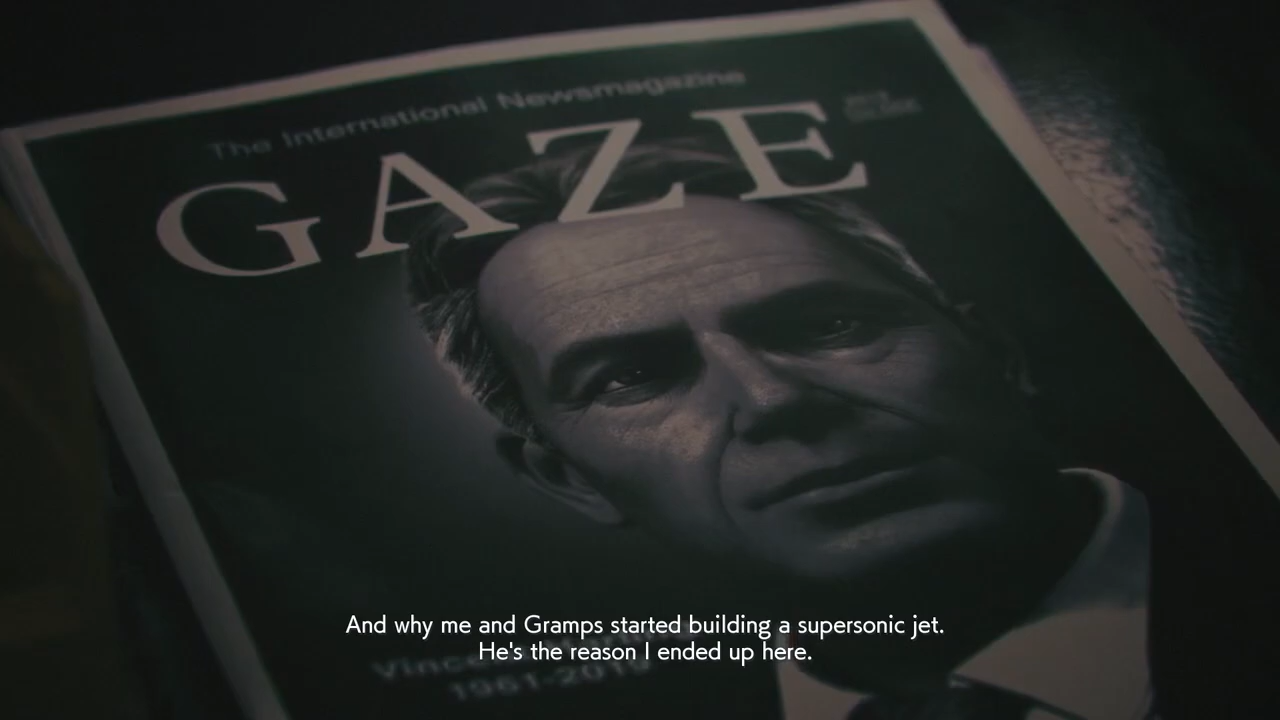 The International Newsmagazine
GAZE
And why me and Gramps started building a supersonic jet.
He's the reason I ended up here.